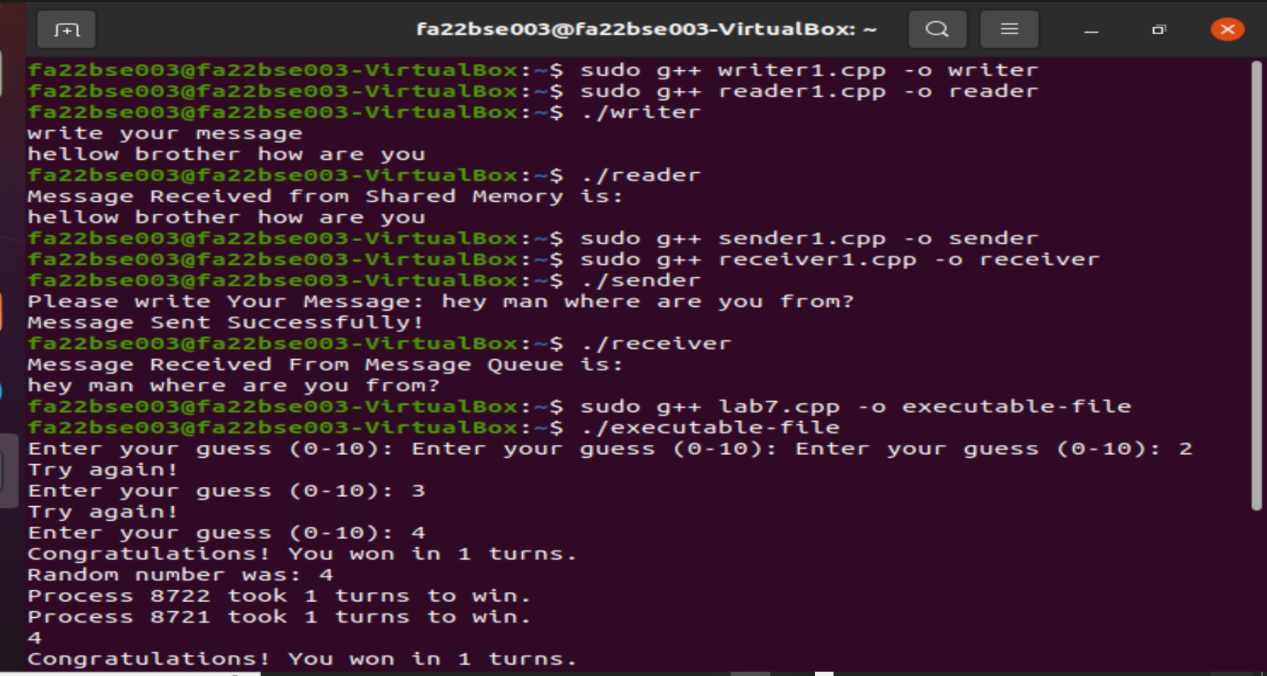 fa22bse003@fa22bse003-VirtualBox: ~
fa22bse003@fa22bse003-VirtualBox:~$ sudo g++ writer1.cpp -o writer
fa22bse003@fa22bse003-VirtualBox:~$ sudo g++ reader1.cpp -o reader
fa22bse003@fa22bse003-VirtualBox:~$ ./writer
write your message
hellow brother how are you
fa22bse003@fa22bse003-VirtualBox:~$ ./reader
Message Received from Shared Memory is:
hellow brother how are you
fa22bse003@fa22bse003-VirtualBox:~$ sudo g++ sender1.cpp -o sender
fa22bse003@fa22bse003-VirtualBox:~$ sudo g++ receiver1.cpp -o receiver
fa22bse003@fa22bse003-VirtualBox:~$ ./sender
Please write Your Message: hey man where are you from?
Message Sent Successfully!
fa22bse003@fa22bse003-VirtualBox:~$ ./receiver
Message Received From Message Queue is:
hey man where are you from?
fa22bse003@fa22bse003-VirtualBox:~$ sudo g++ lab7.cpp -o executable-file
fa22bse003@fa22bse003-VirtualBox:~$ ./executable-file
Enter your guess (0-10): Enter your guess (0-10): Enter your guess (0-10): 2
Try again!
Enter your guess (0-10): 3
Try again!
Enter your guess (0-10): 4
Congratulations! You won in 1 turns.
Random number was: 4
Process 8722 took 1 turns to win.
Process 8721 took 1 turns to win.
4
Congratulations! You won in 1 turns.